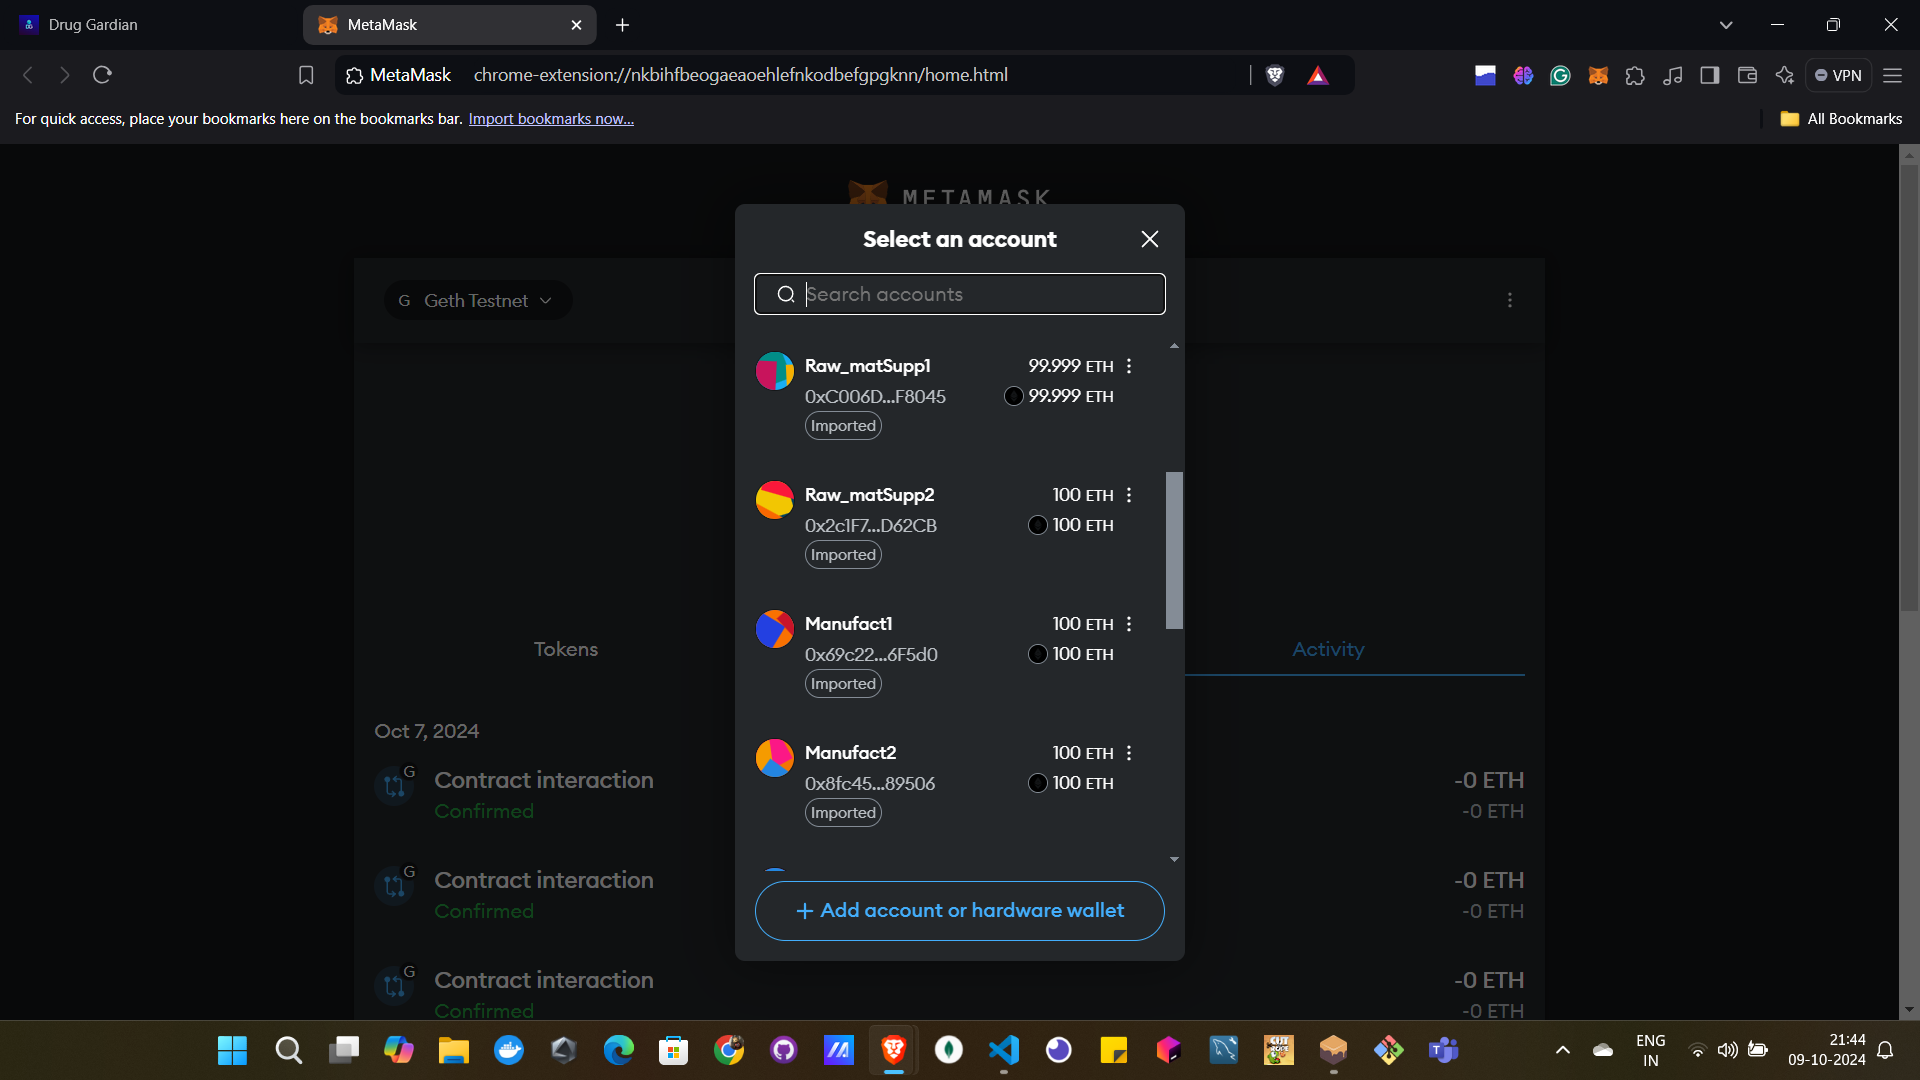 Drug Gardian
MetaMask
MetaMask chrome-extension://nkbihfbeogaeaoehlefnkodbefgpgknn/home.html
VPN
For quick access, place your bookmarks here on the bookmarks bar. Import bookmarks now...
All Bookmarks
METAMASK
Select an account
G Geth Testnet
Search accounts
Raw_matSupp1 99.999 ETH
0xC006D...F8045 99.999 ETH
Imported
Raw_matSupp2 100 ETH
0x2c1F7...D62CB 100 ETH
Imported
Manufact1 100 ETH
0x69c22...6F5d0 100 ETH
Imported
Tokens
Activity
Manufact2 100 ETH
0x8fc45...89506 100 ETH
Imported
+ Add account or hardware wallet
Oct 7, 2024
G
Contract interaction -0 ETH
Confirmed -0 ETH
G
Contract interaction -0 ETH
Confirmed -0 ETH
G
Contract interaction -0 ETH
Confirmed -0 ETH
ENG
IN
21:44
09-10-2024